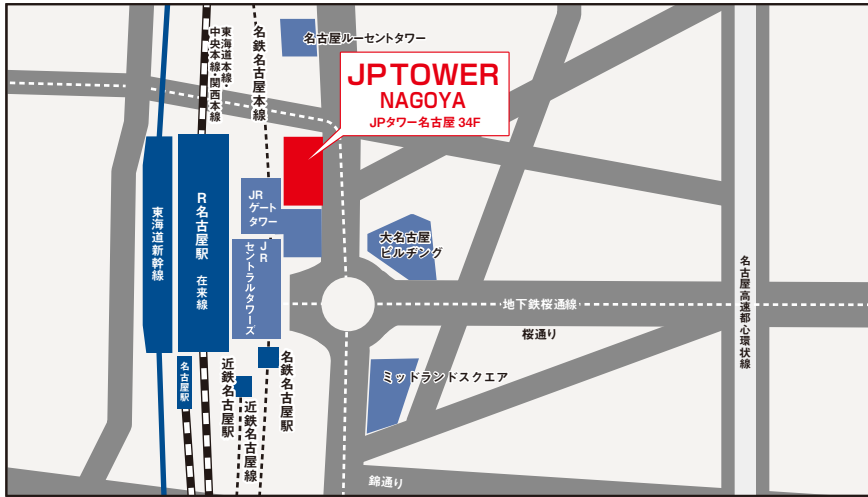 名古屋ルーセントタワー
JPTOWER
NAGOYA
JPタワー名古屋 34F
東海道本線・
中央本線・関西本線
名鉄名古屋本線
東海道新幹線
R名古屋駅 在来線
JR
ゲート
タワー
JR
セントラルタワーズ
大名古屋
ビルヂング
地下鉄桜通線
桜通り
名古屋高速都心環状線
名古屋駅
近鉄名古屋駅
近鉄名古屋線
名鉄名古屋駅
ミッドランドスクエア
錦通り